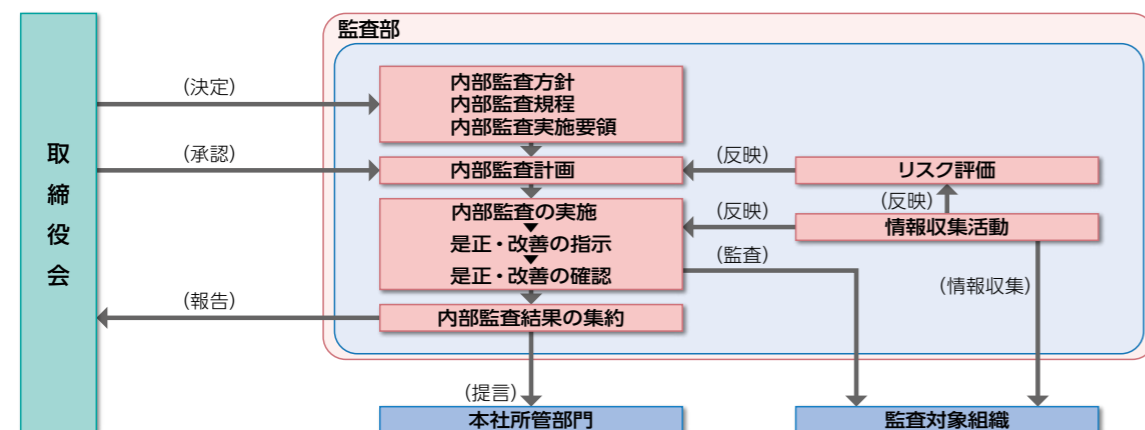 監査部
取締役会
(決定)
内部監査方針
内部監査規程
内部監査実施要領
(承認)
内部監査計画
(反映)
リスク評価
(反映)
内部監査の実施
是正・改善の指示
是正・改善の確認
(反映)
情報収集活動
(監査)
(情報収集)
(報告)
内部監査結果の集約
(提言)
本社所管部門
監査対象組織